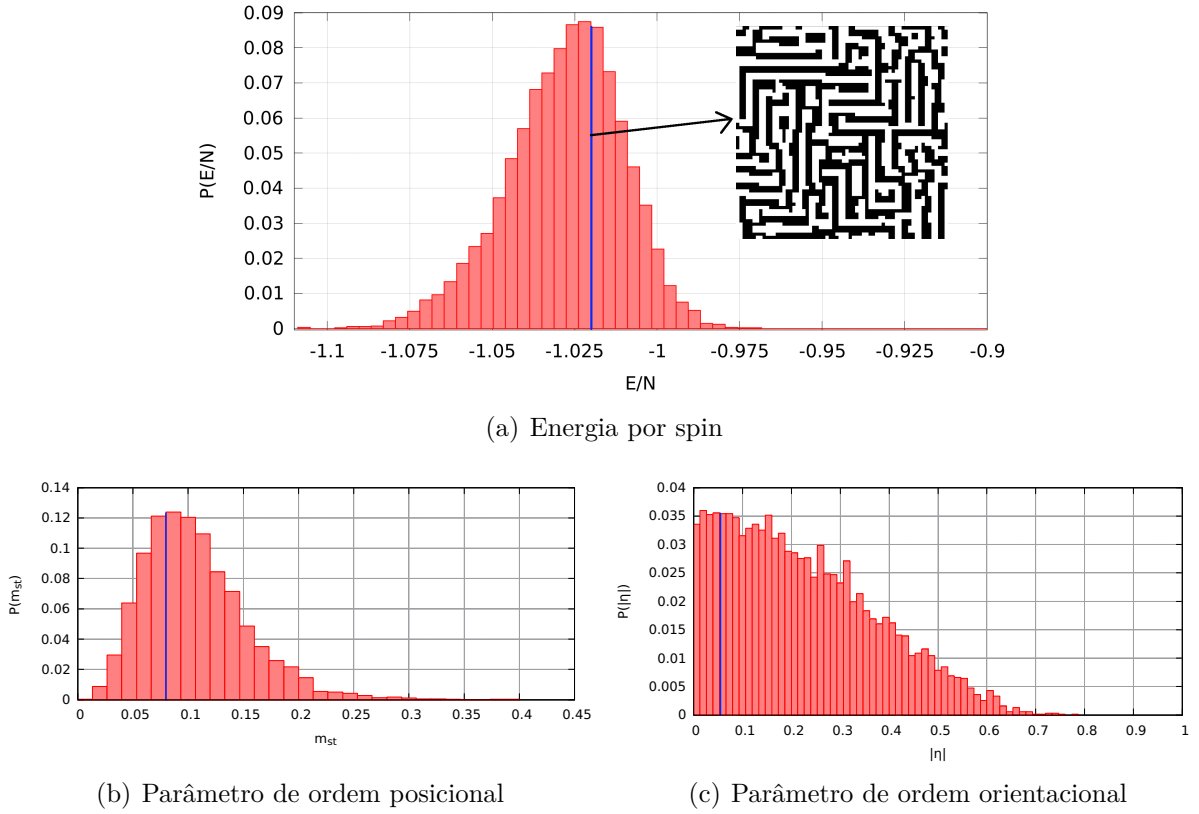 0.09
0.08
0.07
0.06
0.05
0.04
0.03
0.02
0.01
0
P(E/N)
-1.1 -1.075 -1.05 -1.025 -1 -0.975 -0.95 -0.925 -0.9
E/N
(a) Energia por spin
0.14
0.12
0.1
0.08
0.06
0.04
0.02
0
P(m_st)
0 0.05 0.1 0.15 0.2 0.25 0.3 0.35 0.4 0.45
m_st
(b) Parâmetro de ordem posicional
0.04
0.035
0.03
0.025
0.02
0.015
0.01
0.005
0
P(|η|)
0 0.1 0.2 0.3 0.4 0.5 0.6 0.7 0.8 0.9 1
|η|
(c) Parâmetro de ordem orientacional